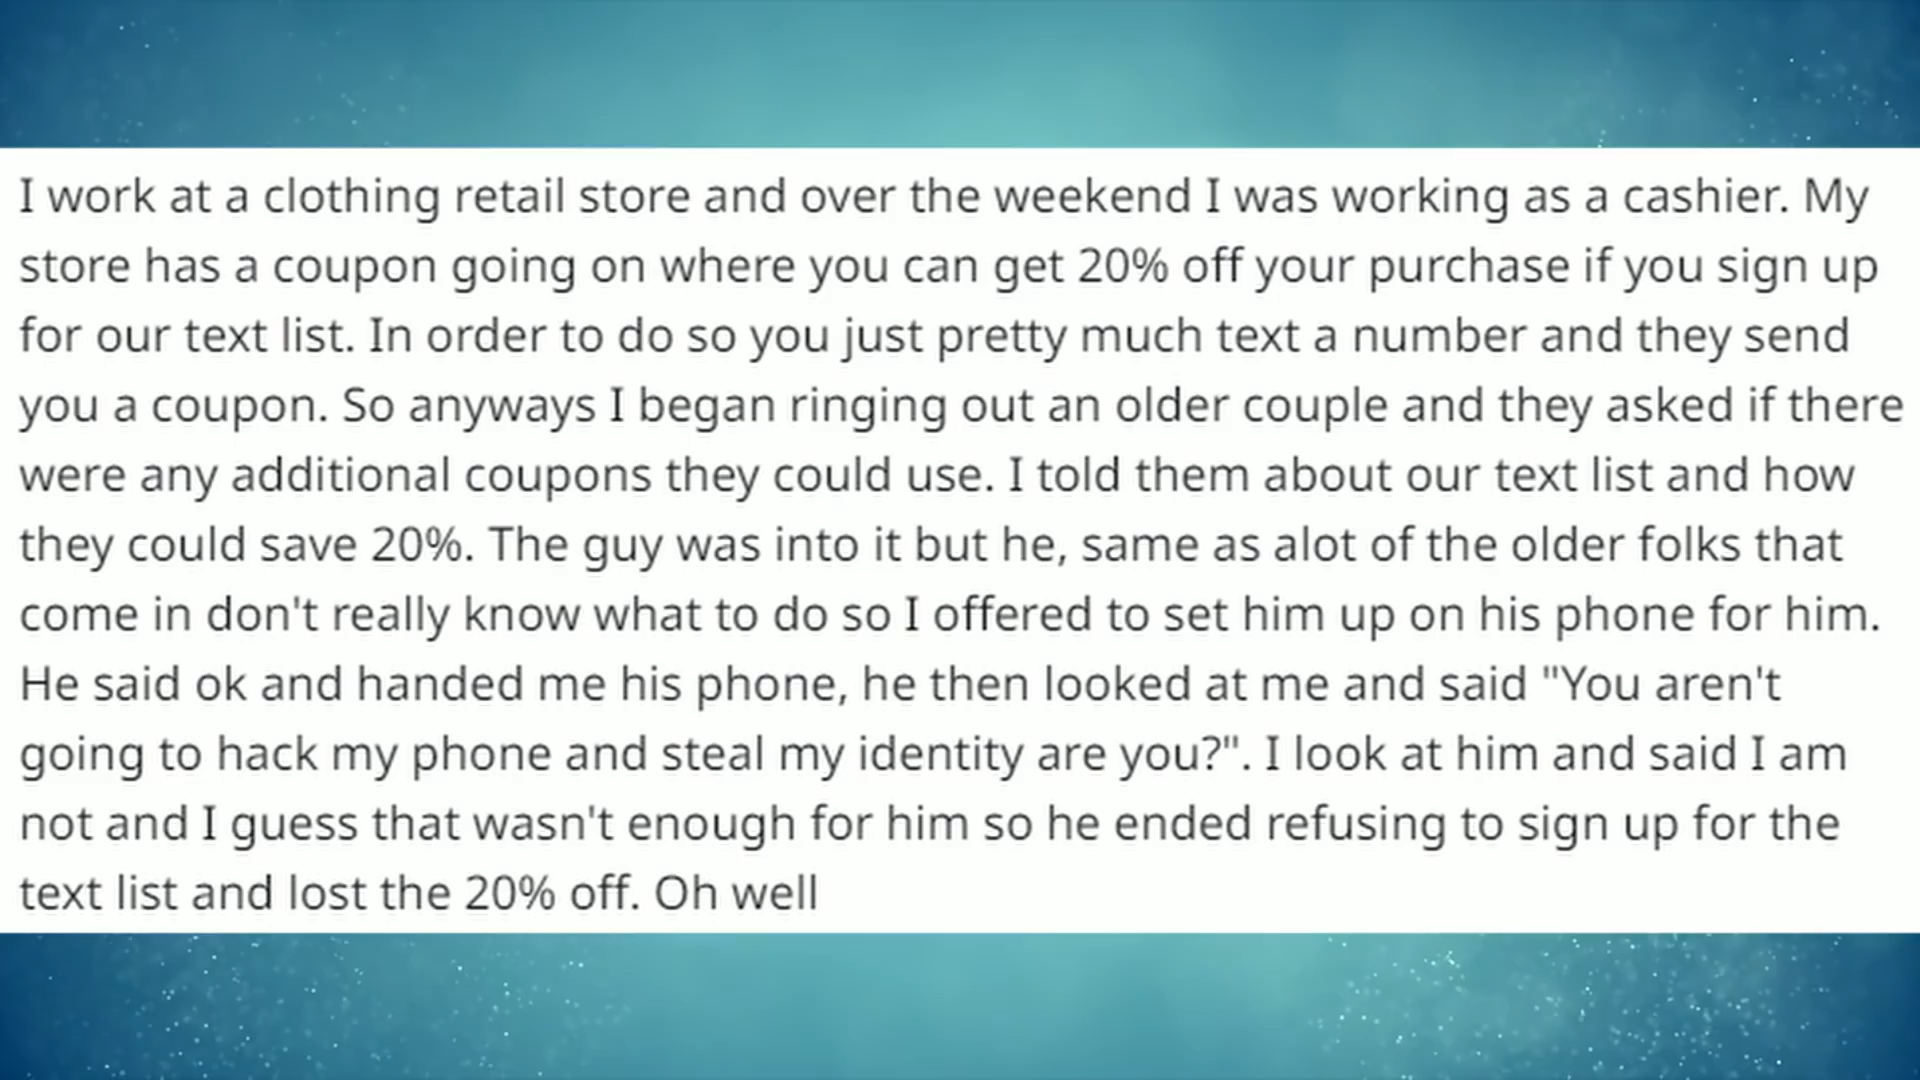 I work at a clothing retail store and over the weekend I was working as a cashier. My
store has a coupon going on where you can get 20% off your purchase if you sign up
for our text list. In order to do so you just pretty much text a number and they send
you a coupon. So anyways I began ringing out an older couple and they asked if there
were any additional coupons they could use. I told them about our text list and how
they could save 20%. The guy was into it but he, same as alot of the older folks that
come in don't really know what to do so I offered to set him up on his phone for him.
He said ok and handed me his phone, he then looked at me and said "You aren't
going to hack my phone and steal my identity are you?". I look at him and said I am
not and I guess that wasn't enough for him so he ended refusing to sign up for the
text list and lost the 20% off. Oh well